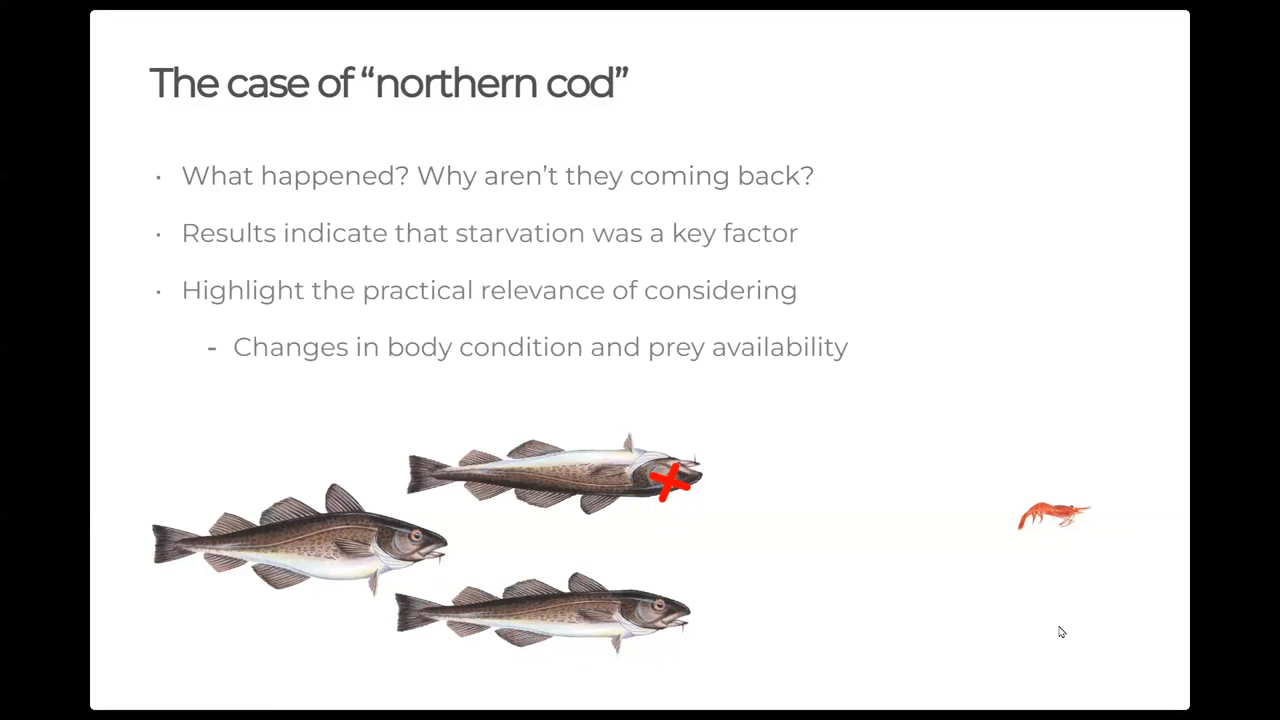 The case of “northern cod”
· What happened? Why aren’t they coming back?
· Results indicate that starvation was a key factor
· Highlight the practical relevance of considering
- Changes in body condition and prey availability